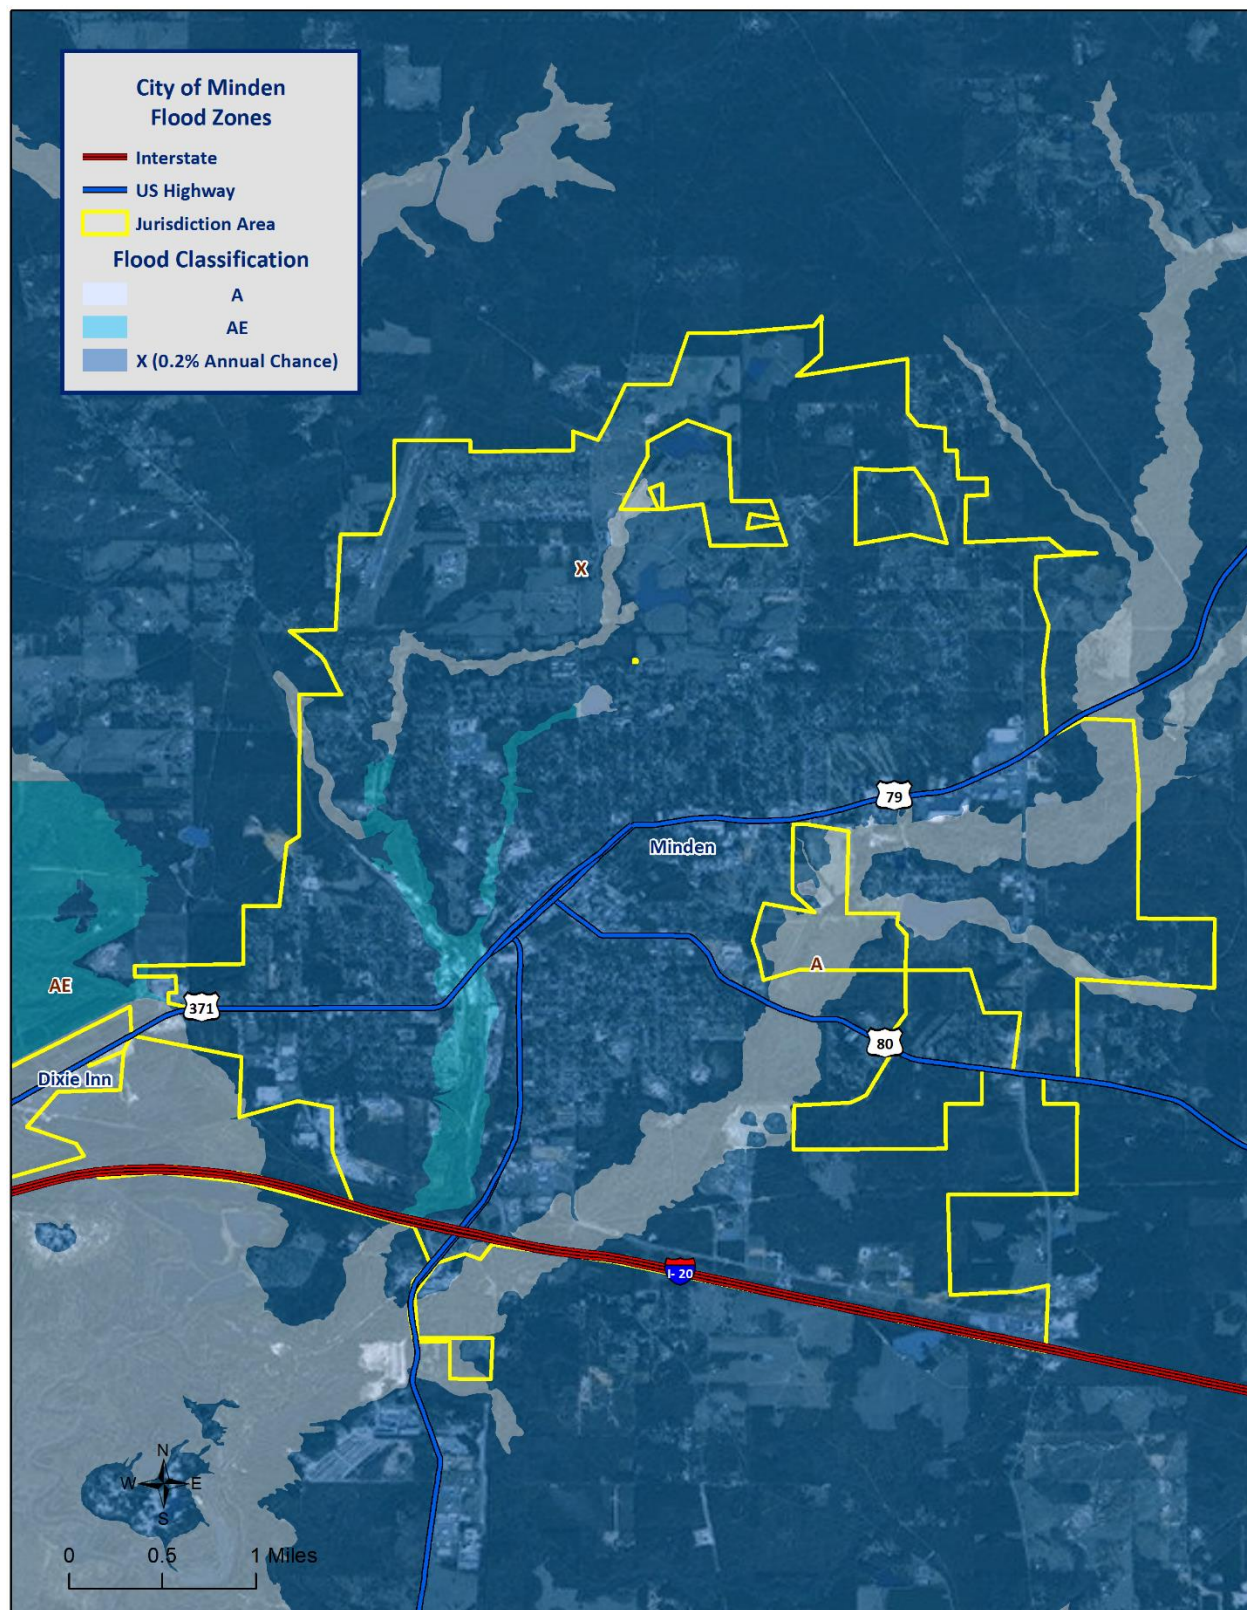 City of Minden
Flood Zones
Interstate
US Highway
Jurisdiction Area
Flood Classification
A
AE
X (0.2% Annual Chance)
X
79
Minden
A
AE
371
80
Dixie Inn
I- 20
N
W E
S
0 0.5 1 Miles